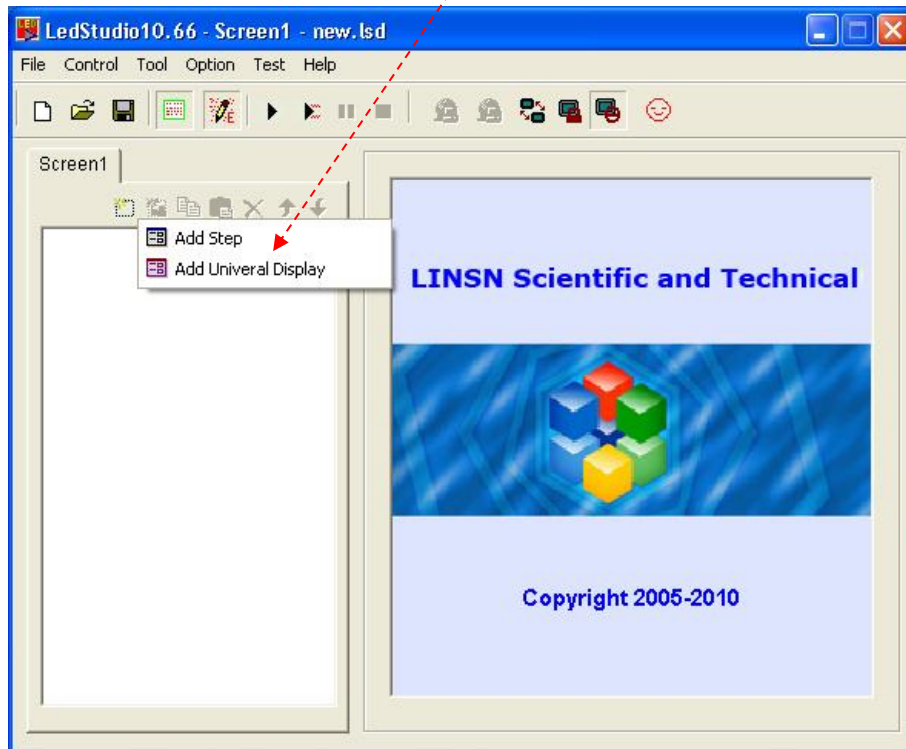 LedStudio10.66 - Screen1 - new.lsd
File Control Tool Option Test Help
Screen1
Add Step
Add Univeral Display
LINSN Scientific and Technical
Copyright 2005-2010